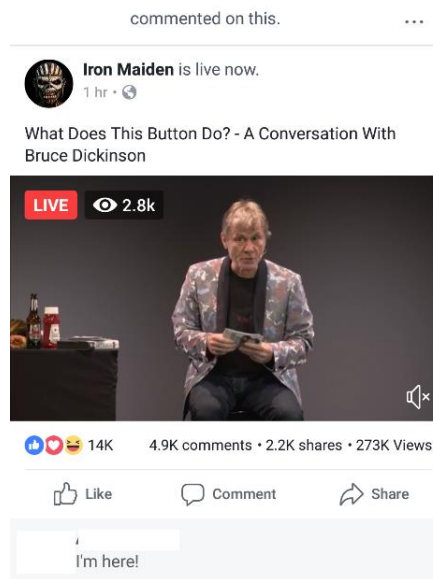 commented on this.
Iron Maiden is live now.
1 hr
What Does This Button Do? - A Conversation With
Bruce Dickinson
LIVE 2.8k
14K 4.9K comments • 2.2K shares • 273K Views
Like Comment Share
I'm here!